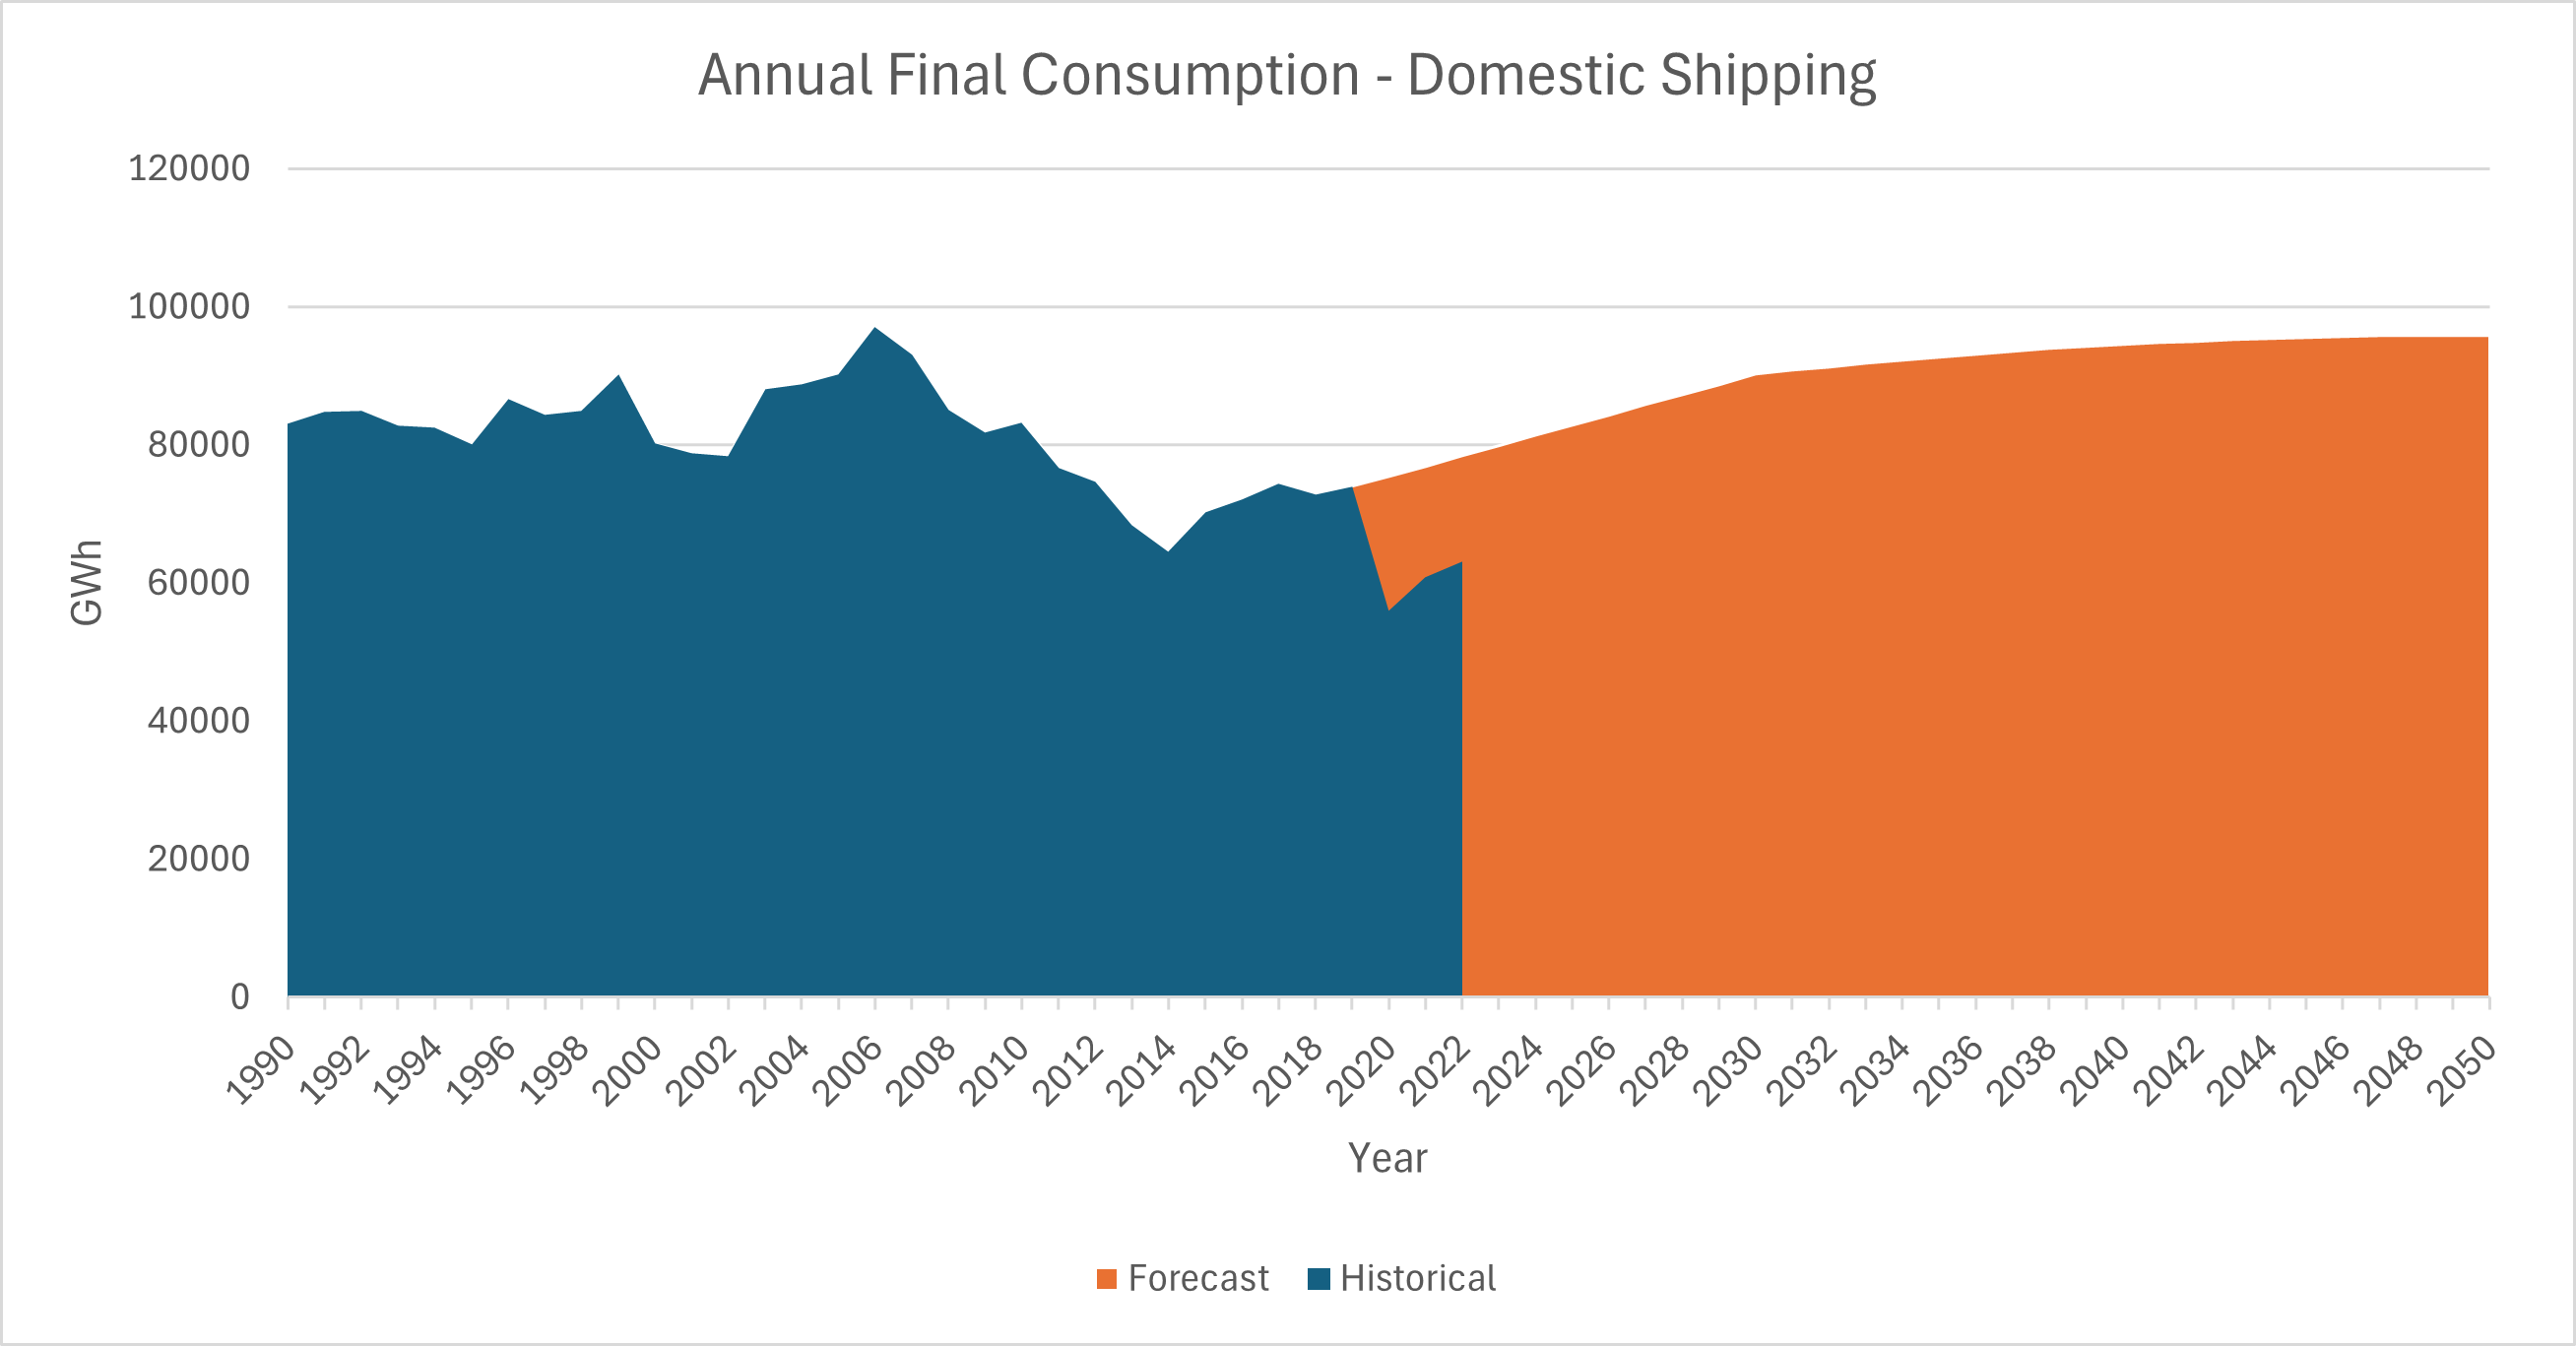 Annual Final Consumption - Domestic Shipping
120000
100000
80000
60000
40000
20000
0
GWh
1990 1992 1994 1996 1998 2000 2002 2004 2006 2008 2010 2012 2014 2016 2018 2020 2022 2024 2026 2028 2030 2032 2034 2036 2038 2040 2042 2044 2046 2048 2050
Year
Forecast Historical